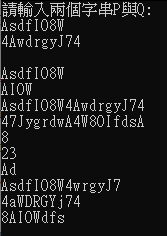 請輸入兩個字串P與Q:
AsdfIO8W
4AwdrgyJ74

AsdfIO8W
AIOW
AsdfIO8W4AwdrgyJ74
47JygrdwA4W8OIfdsA
8
23
Ad
AsdfIO8W4wrgyJ7
4aWDRGYj74
8AIOWdfs